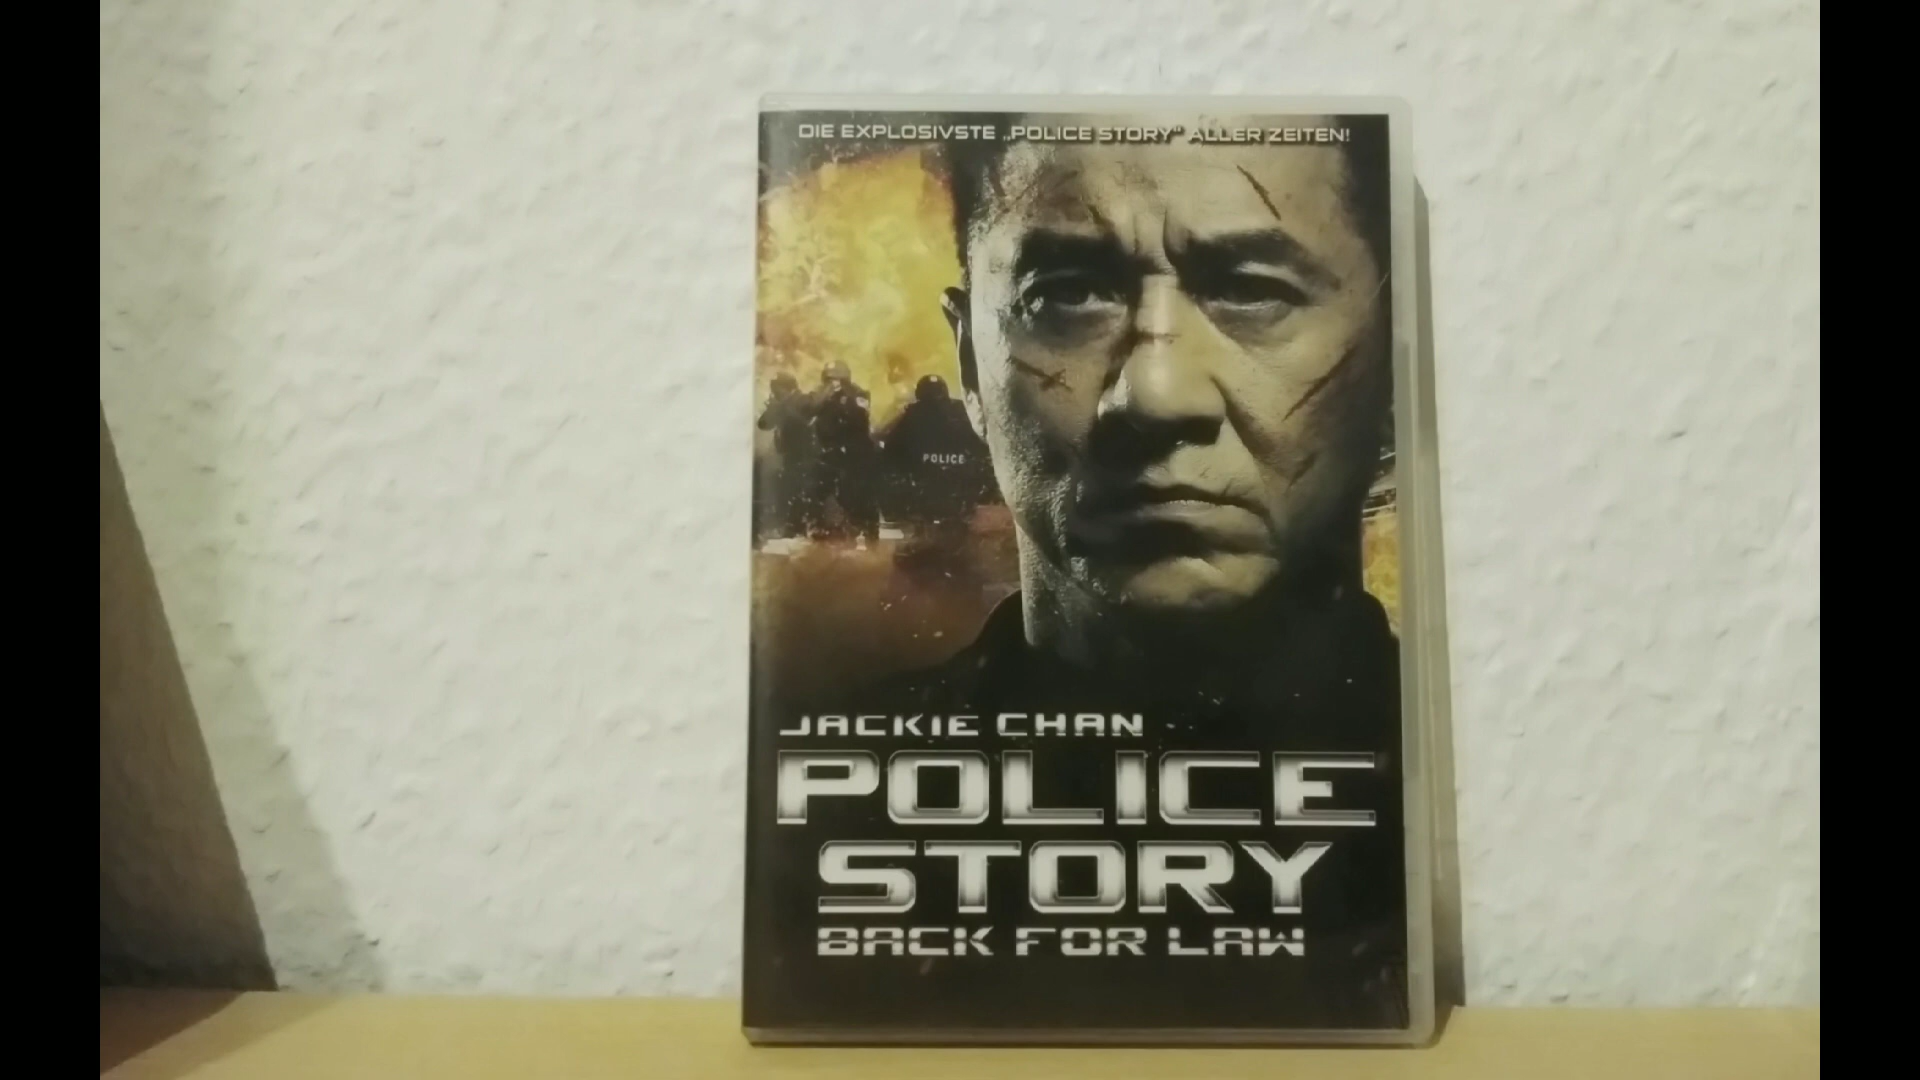 DIE EXPLOSIVSTE „POLICE STORY“ ALLER ZEITEN!
POLICE
JACKIE CHAN
POLICE
STORY
BACK FOR LAW